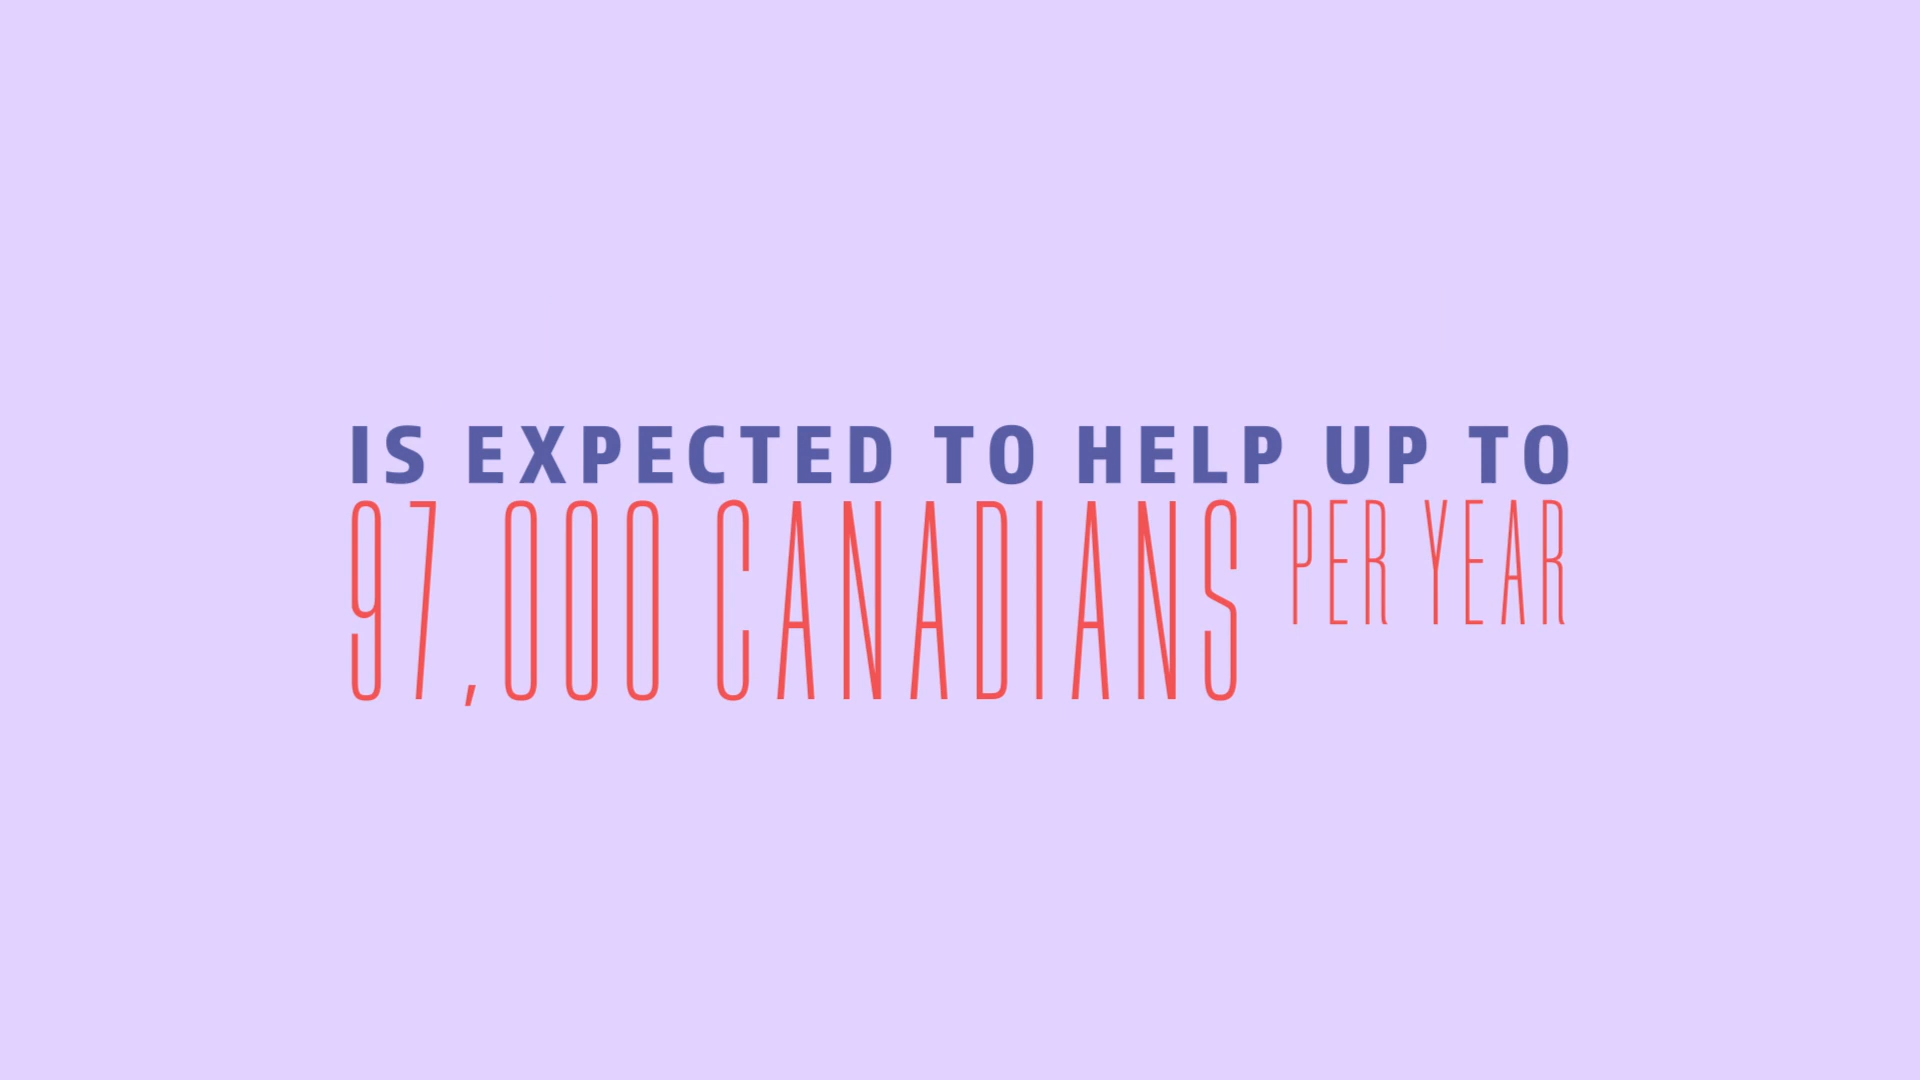 IS EXPECTED TO HELP UP TO
97,000 CANADIANS PER YEAR